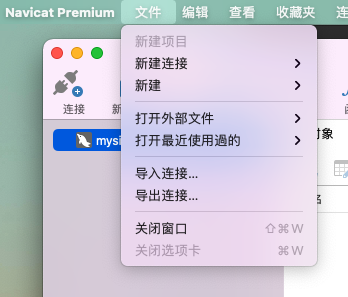 Navicat Premium 文件 编辑 查看 收藏夹
新建项目
新建连接
新建
打开外部文件
打开最近使用過的
导入连接...
导出连接...
关闭窗口 ⇧⌘W
关闭选项卡 ⌘W
连接
对象
名